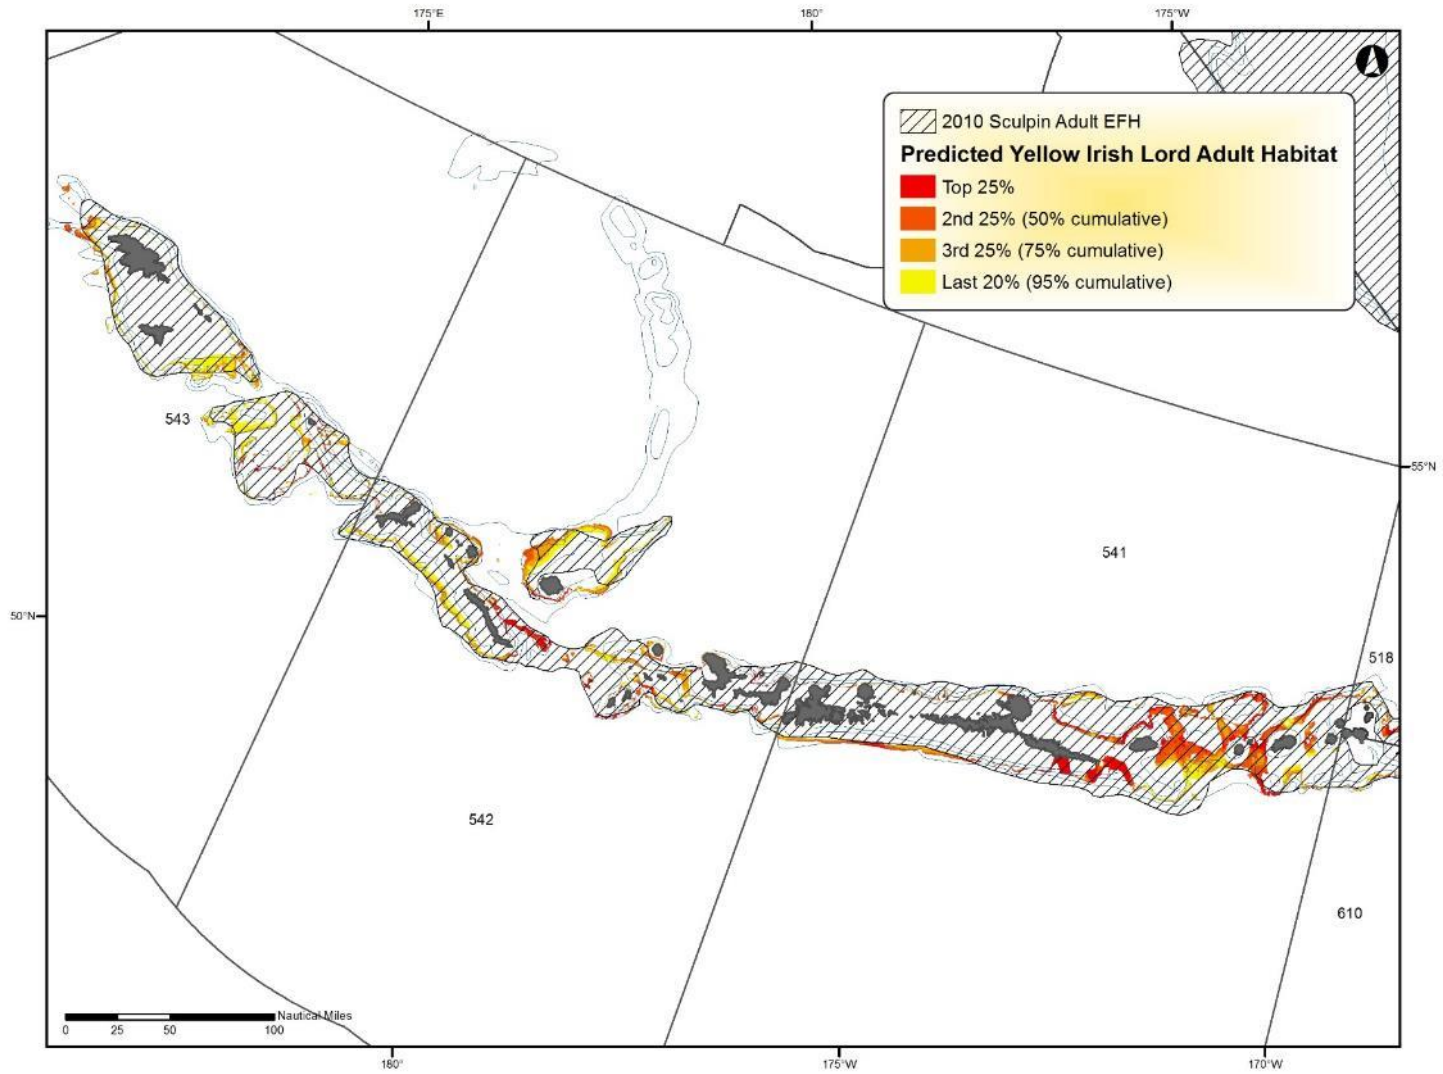 175°E 180° 175°W
2010 Sculpin Adult EFH
Predicted Yellow Irish Lord Adult Habitat
Top 25%
2nd 25% (50% cumulative)
3rd 25% (75% cumulative)
Last 20% (95% cumulative)
543
55°N
541
50°N
518
542
610
Nautical Miles
0 25 50 100
180° 175°W 170°W